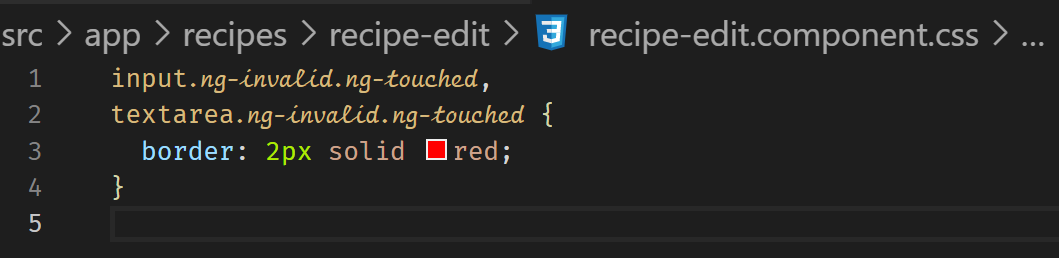 src > app > recipes > recipe-edit > 3 recipe-edit.component.css > ...
1 input.ng-invalid.ng-touched,
2 textarea.ng-invalid.ng-touched {
3   border: 2px solid red;
4 }
5